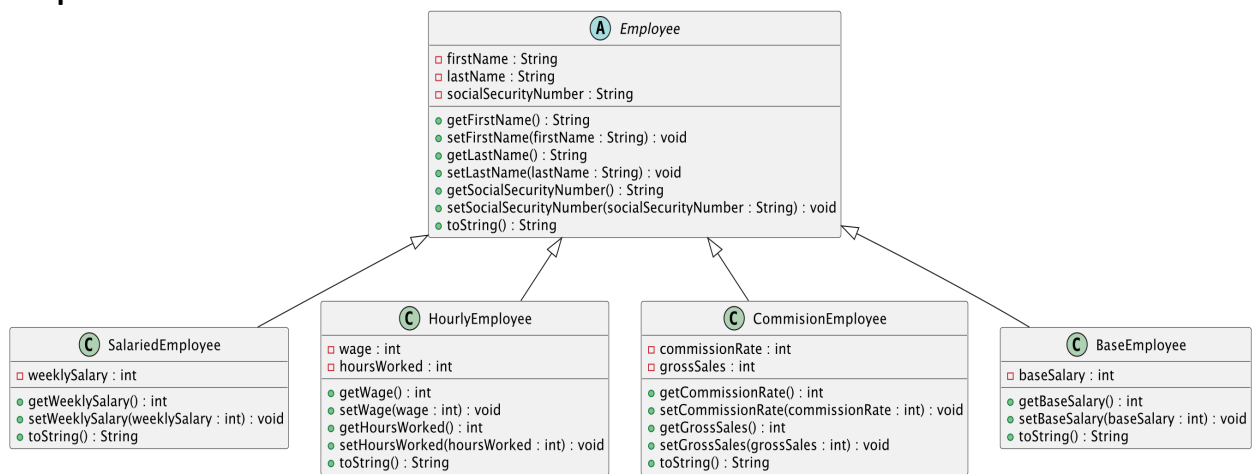 A Employee
firstName : String
lastName : String
socialSecurityNumber : String
getFirstName() : String
setFirstName(firstName : String) : void
getLastName() : String
setLastName(lastName : String) : void
getSocialSecurityNumber() : String
setSocialSecurityNumber(socialSecurityNumber : String) : void
toString() : String
C SalariedEmployee
weeklySalary : int
getWeeklySalary() : int
setWeeklySalary(weeklySalary : int) : void
toString() : String
C HourlyEmployee
wage : int
hoursWorked : int
getWage() : int
setWage(wage : int) : void
getHoursWorked() : int
setHoursWorked(hoursWorked : int) : void
toString() : String
C CommisionEmployee
commissionRate : int
grossSales : int
getCommissionRate() : int
setCommissionRate(commissionRate : int) : void
getGrossSales() : int
setGrossSales(grossSales : int) : void
toString() : String
C BaseEmployee
baseSalary : int
getBaseSalary() : int
setBaseSalary(baseSalary : int) : void
toString() : String